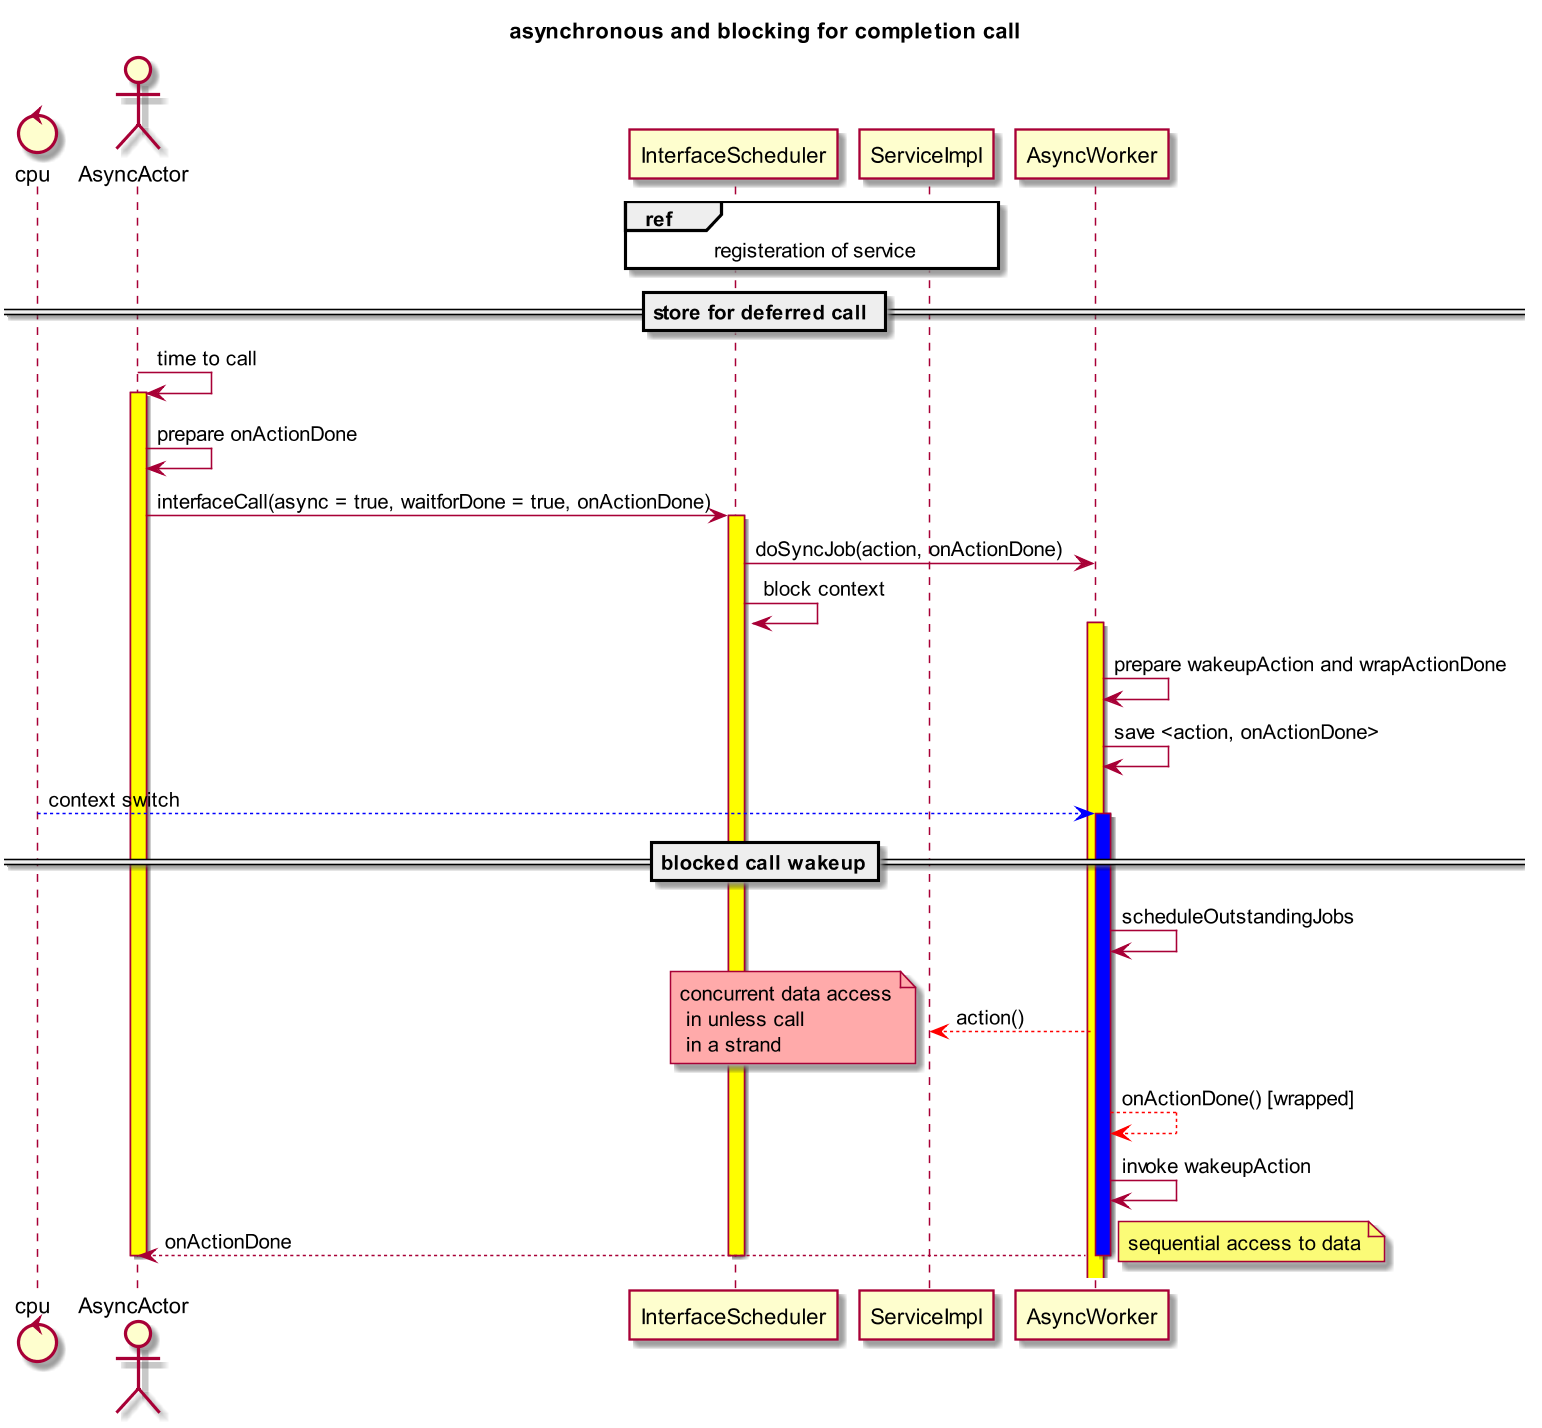 asynchronous and blocking for completion call
cpu
AsyncActor
InterfaceScheduler
ServiceImpl
AsyncWorker
ref
registeration of service
store for deferred call
time to call
prepare onActionDone
interfaceCall(async = true, waitforDone = true, onActionDone)
doSyncJob(action, onActionDone)
block context
prepare wakeupAction and wrapActionDone
save <action, onActionDone>
context switch
blocked call wakeup
scheduleOutstandingJobs
concurrent data access
in unless call
in a strand
action()
onActionDone() [wrapped]
invoke wakeupAction
onActionDone
sequential access to data
cpu
AsyncActor
InterfaceScheduler
ServiceImpl
AsyncWorker